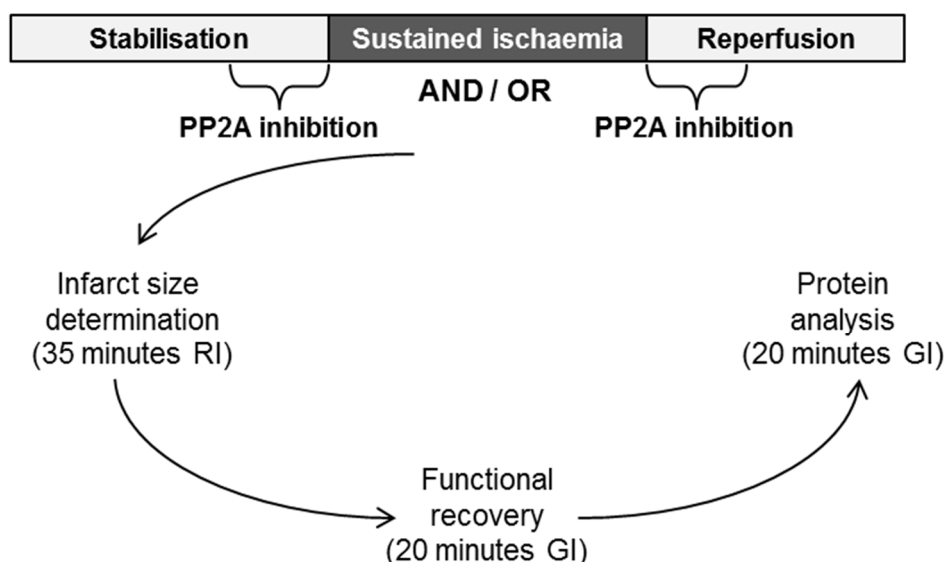 Stabilisation
Sustained ischaemia
Reperfusion
AND / OR
PP2A inhibition
PP2A inhibition
Infarct size
determination
(35 minutes RI)
Protein
analysis
(20 minutes GI)
Functional
recovery
(20 minutes GI)